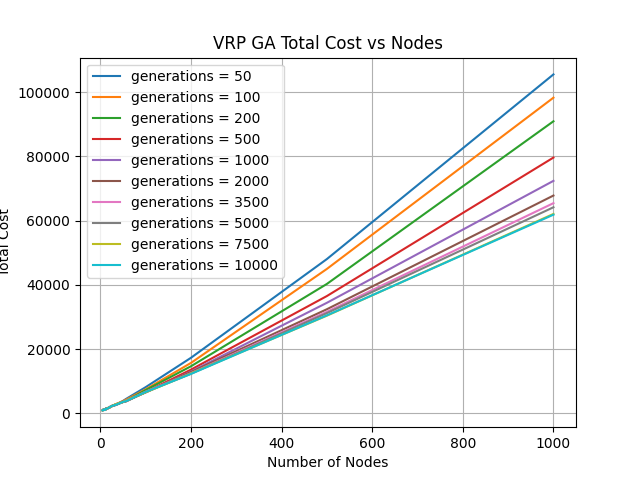 VRP GA Total Cost vs Nodes
generations = 50
generations = 100
generations = 200
generations = 500
generations = 1000
generations = 2000
generations = 3500
generations = 5000
generations = 7500
generations = 10000
100000
80000
60000
40000
20000
0
Total Cost
0 200 400 600 800 1000
Number of Nodes